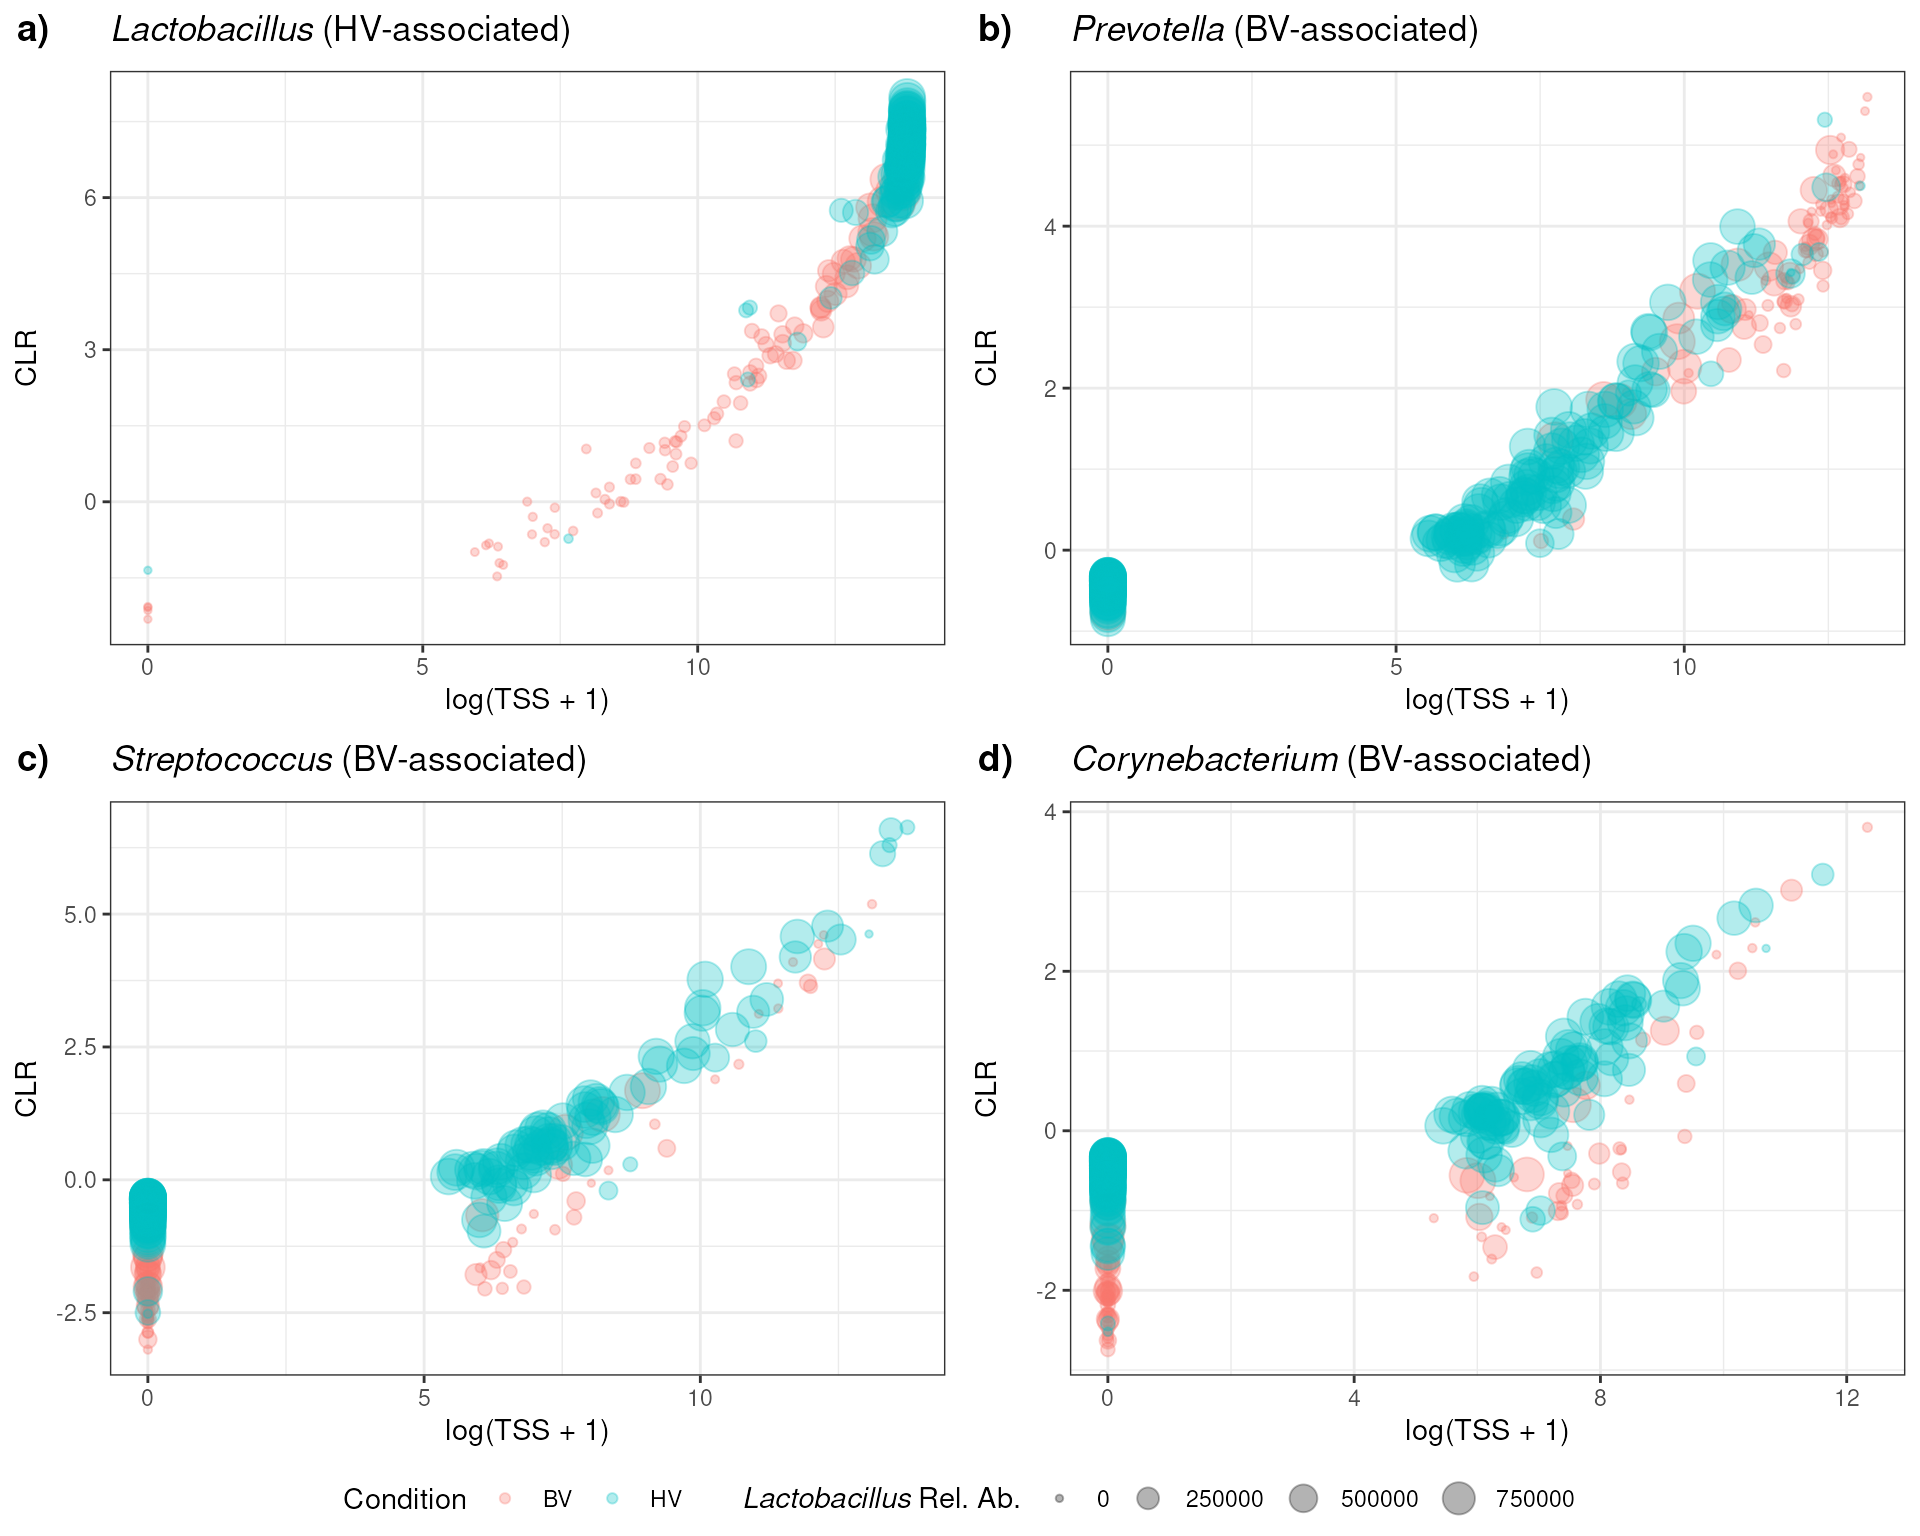 a) Lactobacillus (HV-associated)
6
3
0
CLR
0 5 10
log(TSS + 1)
b) Prevotella (BV-associated)
4
2
0
CLR
0 5 10
log(TSS + 1)
c) Streptococcus (BV-associated)
5.0
2.5
0.0
-2.5
CLR
0 5 10
log(TSS + 1)
d) Corynebacterium (BV-associated)
4
2
0
-2
CLR
0 4 8 12
log(TSS + 1)
Condition BV HV Lactobacillus Rel. Ab. 0 250000 500000 750000